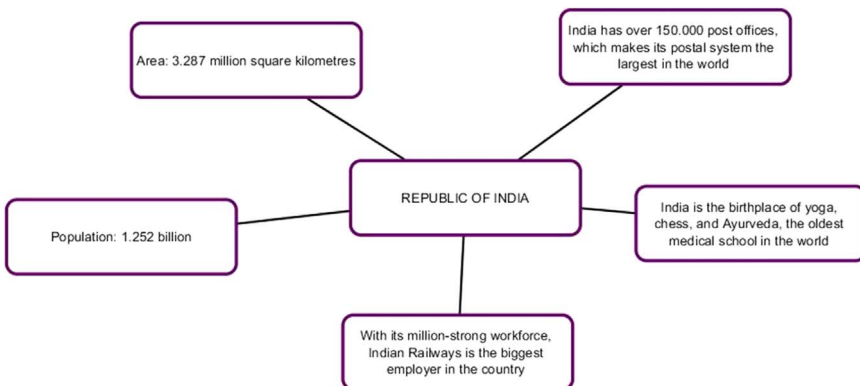 Area: 3.287 million square kilometres
India has over 150.000 post offices,
which makes its postal system the
largest in the world
REPUBLIC OF INDIA
Population: 1.252 billion
India is the birthplace of yoga,
chess, and Ayurveda, the oldest
medical school in the world
With its million-strong workforce,
Indian Railways is the biggest
employer in the country